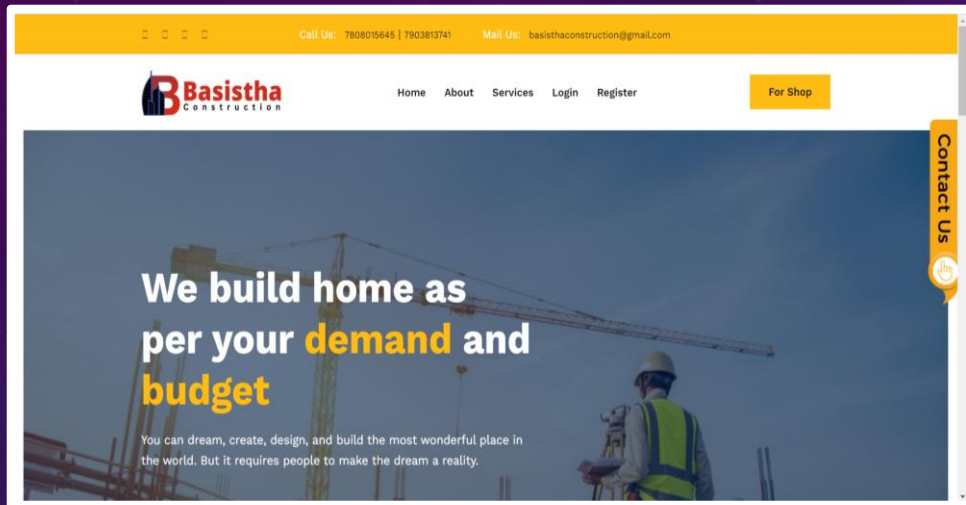 Call Us: 7808015645 | 7903813741 Mail Us: basisthaconstruction@gmail.com
Basistha
Construction
Home About Services Login Register
For Shop
Contact Us
We build home as
per your demand and
budget
You can dream, create, design, and build the most wonderful place in
the world. But it requires people to make the dream a reality.